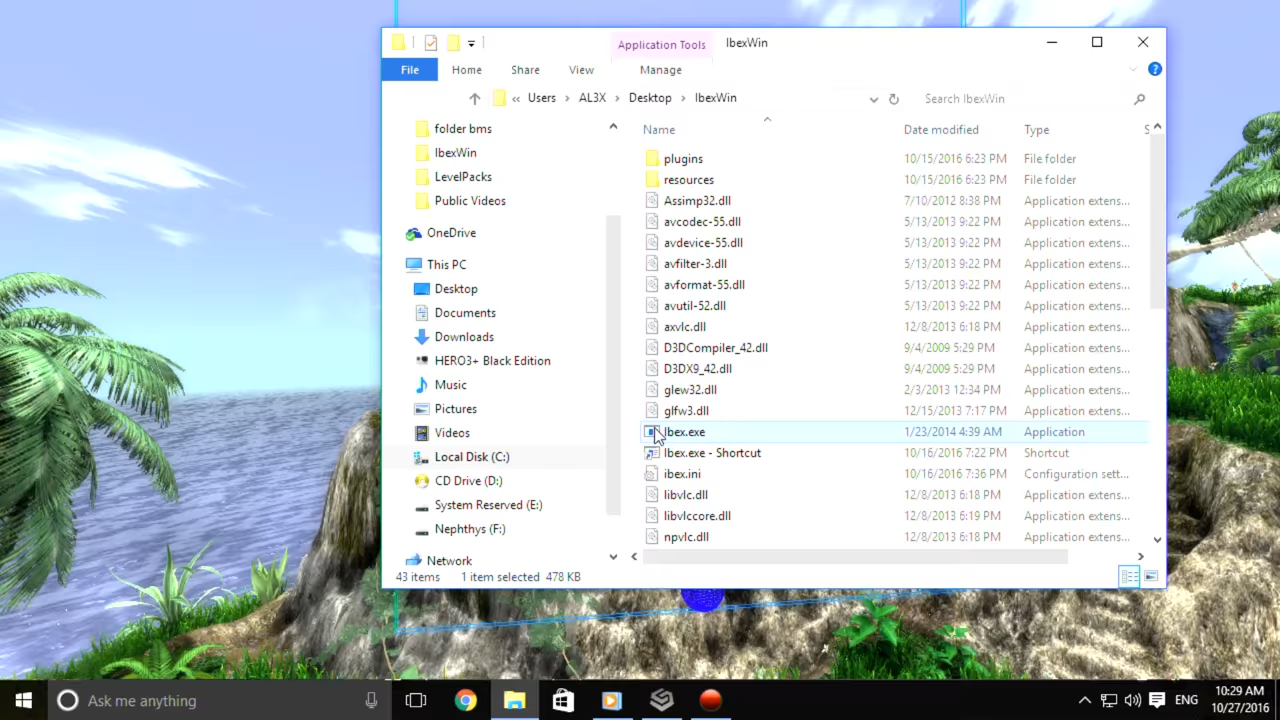 Application Tools IbexWin
File Home Share View Manage
« Users › AL3X › Desktop › IbexWin Search IbexWin
folder bms
IbexWin
LevelPacks
Public Videos
OneDrive
This PC
Desktop
Documents
Downloads
HERO3+ Black Edition
Music
Pictures
Videos
Local Disk (C:)
CD Drive (D:)
System Reserved (E:)
Nephthys (F:)
Network
Name Date modified Type S
plugins 10/15/2016 6:23 PM File folder
resources 10/15/2016 6:23 PM File folder
Assimp32.dll 7/10/2012 8:38 PM Application extens...
avcodec-55.dll 5/13/2013 9:22 PM Application extens...
avdevice-55.dll 5/13/2013 9:22 PM Application extens...
avfilter-3.dll 5/13/2013 9:22 PM Application extens...
avformat-55.dll 5/13/2013 9:22 PM Application extens...
avutil-52.dll 5/13/2013 9:22 PM Application extens...
axvlc.dll 12/8/2013 6:18 PM Application extens...
D3DCompiler_42.dll 9/4/2009 5:29 PM Application extens...
D3DX9_42.dll 9/4/2009 5:29 PM Application extens...
glew32.dll 2/3/2013 12:34 PM Application extens...
glfw3.dll 12/15/2013 7:17 PM Application extens...
Ibex.exe 1/23/2014 4:39 AM Application
Ibex.exe - Shortcut 10/16/2016 7:22 PM Shortcut
ibex.ini 10/16/2016 7:36 PM Configuration sett...
libvlc.dll 12/8/2013 6:18 PM Application extens...
libvlccore.dll 12/8/2013 6:19 PM Application extens...
npvlc.dll 12/8/2013 6:18 PM Application extens...
43 items 1 item selected 478 KB
Ask me anything
ENG
10:29 AM
10/27/2016